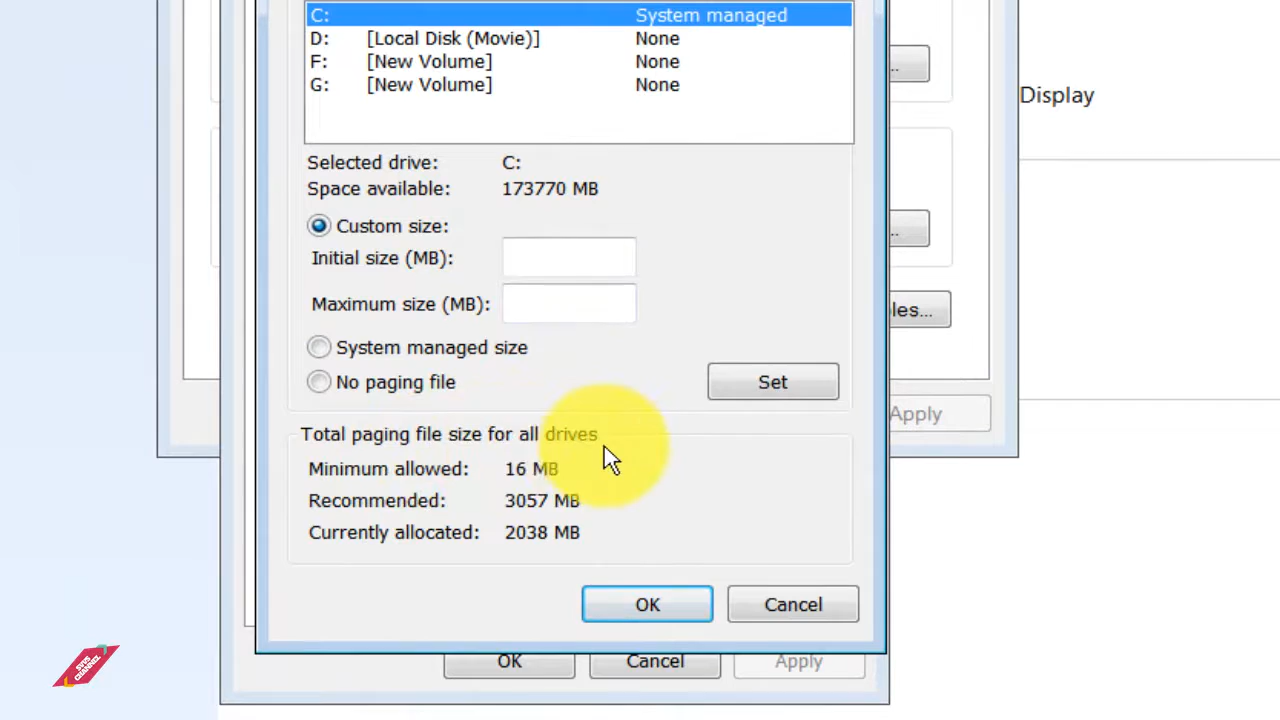 C: System managed
D: [Local Disk (Movie)] None
F: [New Volume] None
G: [New Volume] None
Display
Selected drive: C:
Space available: 173770 MB
Custom size:
Initial size (MB):
Maximum size (MB):
les...
System managed size
No paging file
Set
Apply
Total paging file size for all drives
Minimum allowed: 16 MB
Recommended: 3057 MB
Currently allocated: 2038 MB
OK Cancel
OK Cancel Apply
CHANNEL